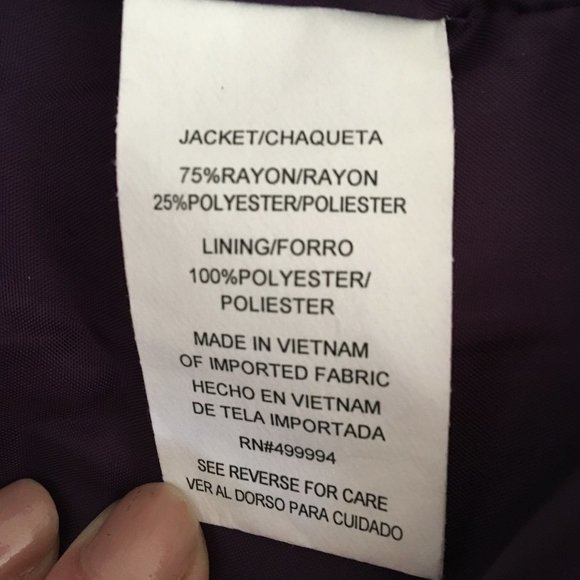 JACKET/CHAQUETA
75%RAYON/RAYON
25%POLYESTER/POLIESTER
LINING/FORRO
100%POLYESTER/
POLIESTER
MADE IN VIETNAM
OF IMPORTED FABRIC
HECHO EN VIETNAM
DE TELA IMPORTADA
RN#499994
SEE REVERSE FOR CARE
VER AL DORSO PARA CUIDADO